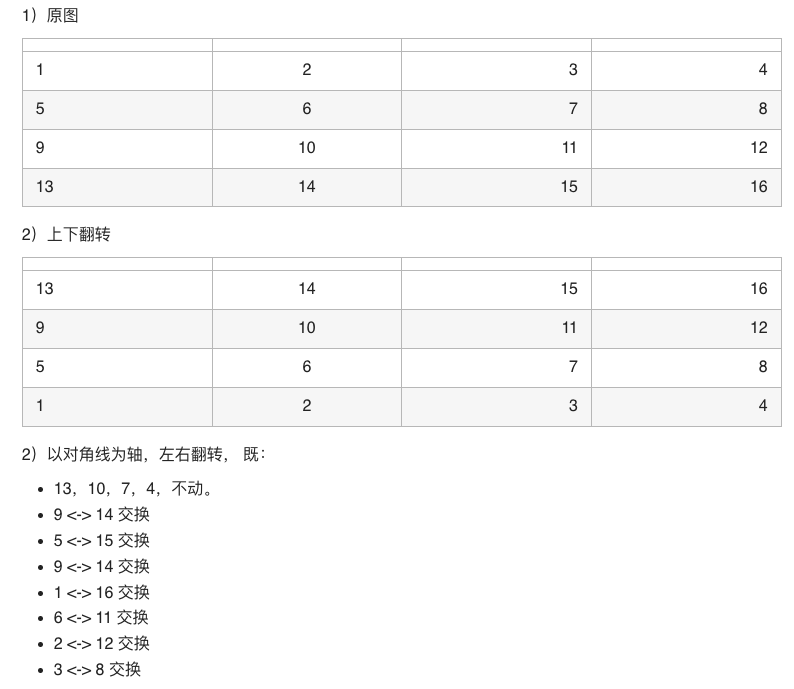 1）原图
1 2 3 4
5 6 7 8
9 10 11 12
13 14 15 16
2）上下翻转
13 14 15 16
9 10 11 12
5 6 7 8
1 2 3 4
2）以对角线为轴，左右翻转， 既：
• 13，10，7，4，不动。
• 9 <-> 14 交换
• 5 <-> 15 交换
• 9 <-> 14 交换
• 1 <-> 16 交换
• 6 <-> 11 交换
• 2 <-> 12 交换
• 3 <-> 8 交换